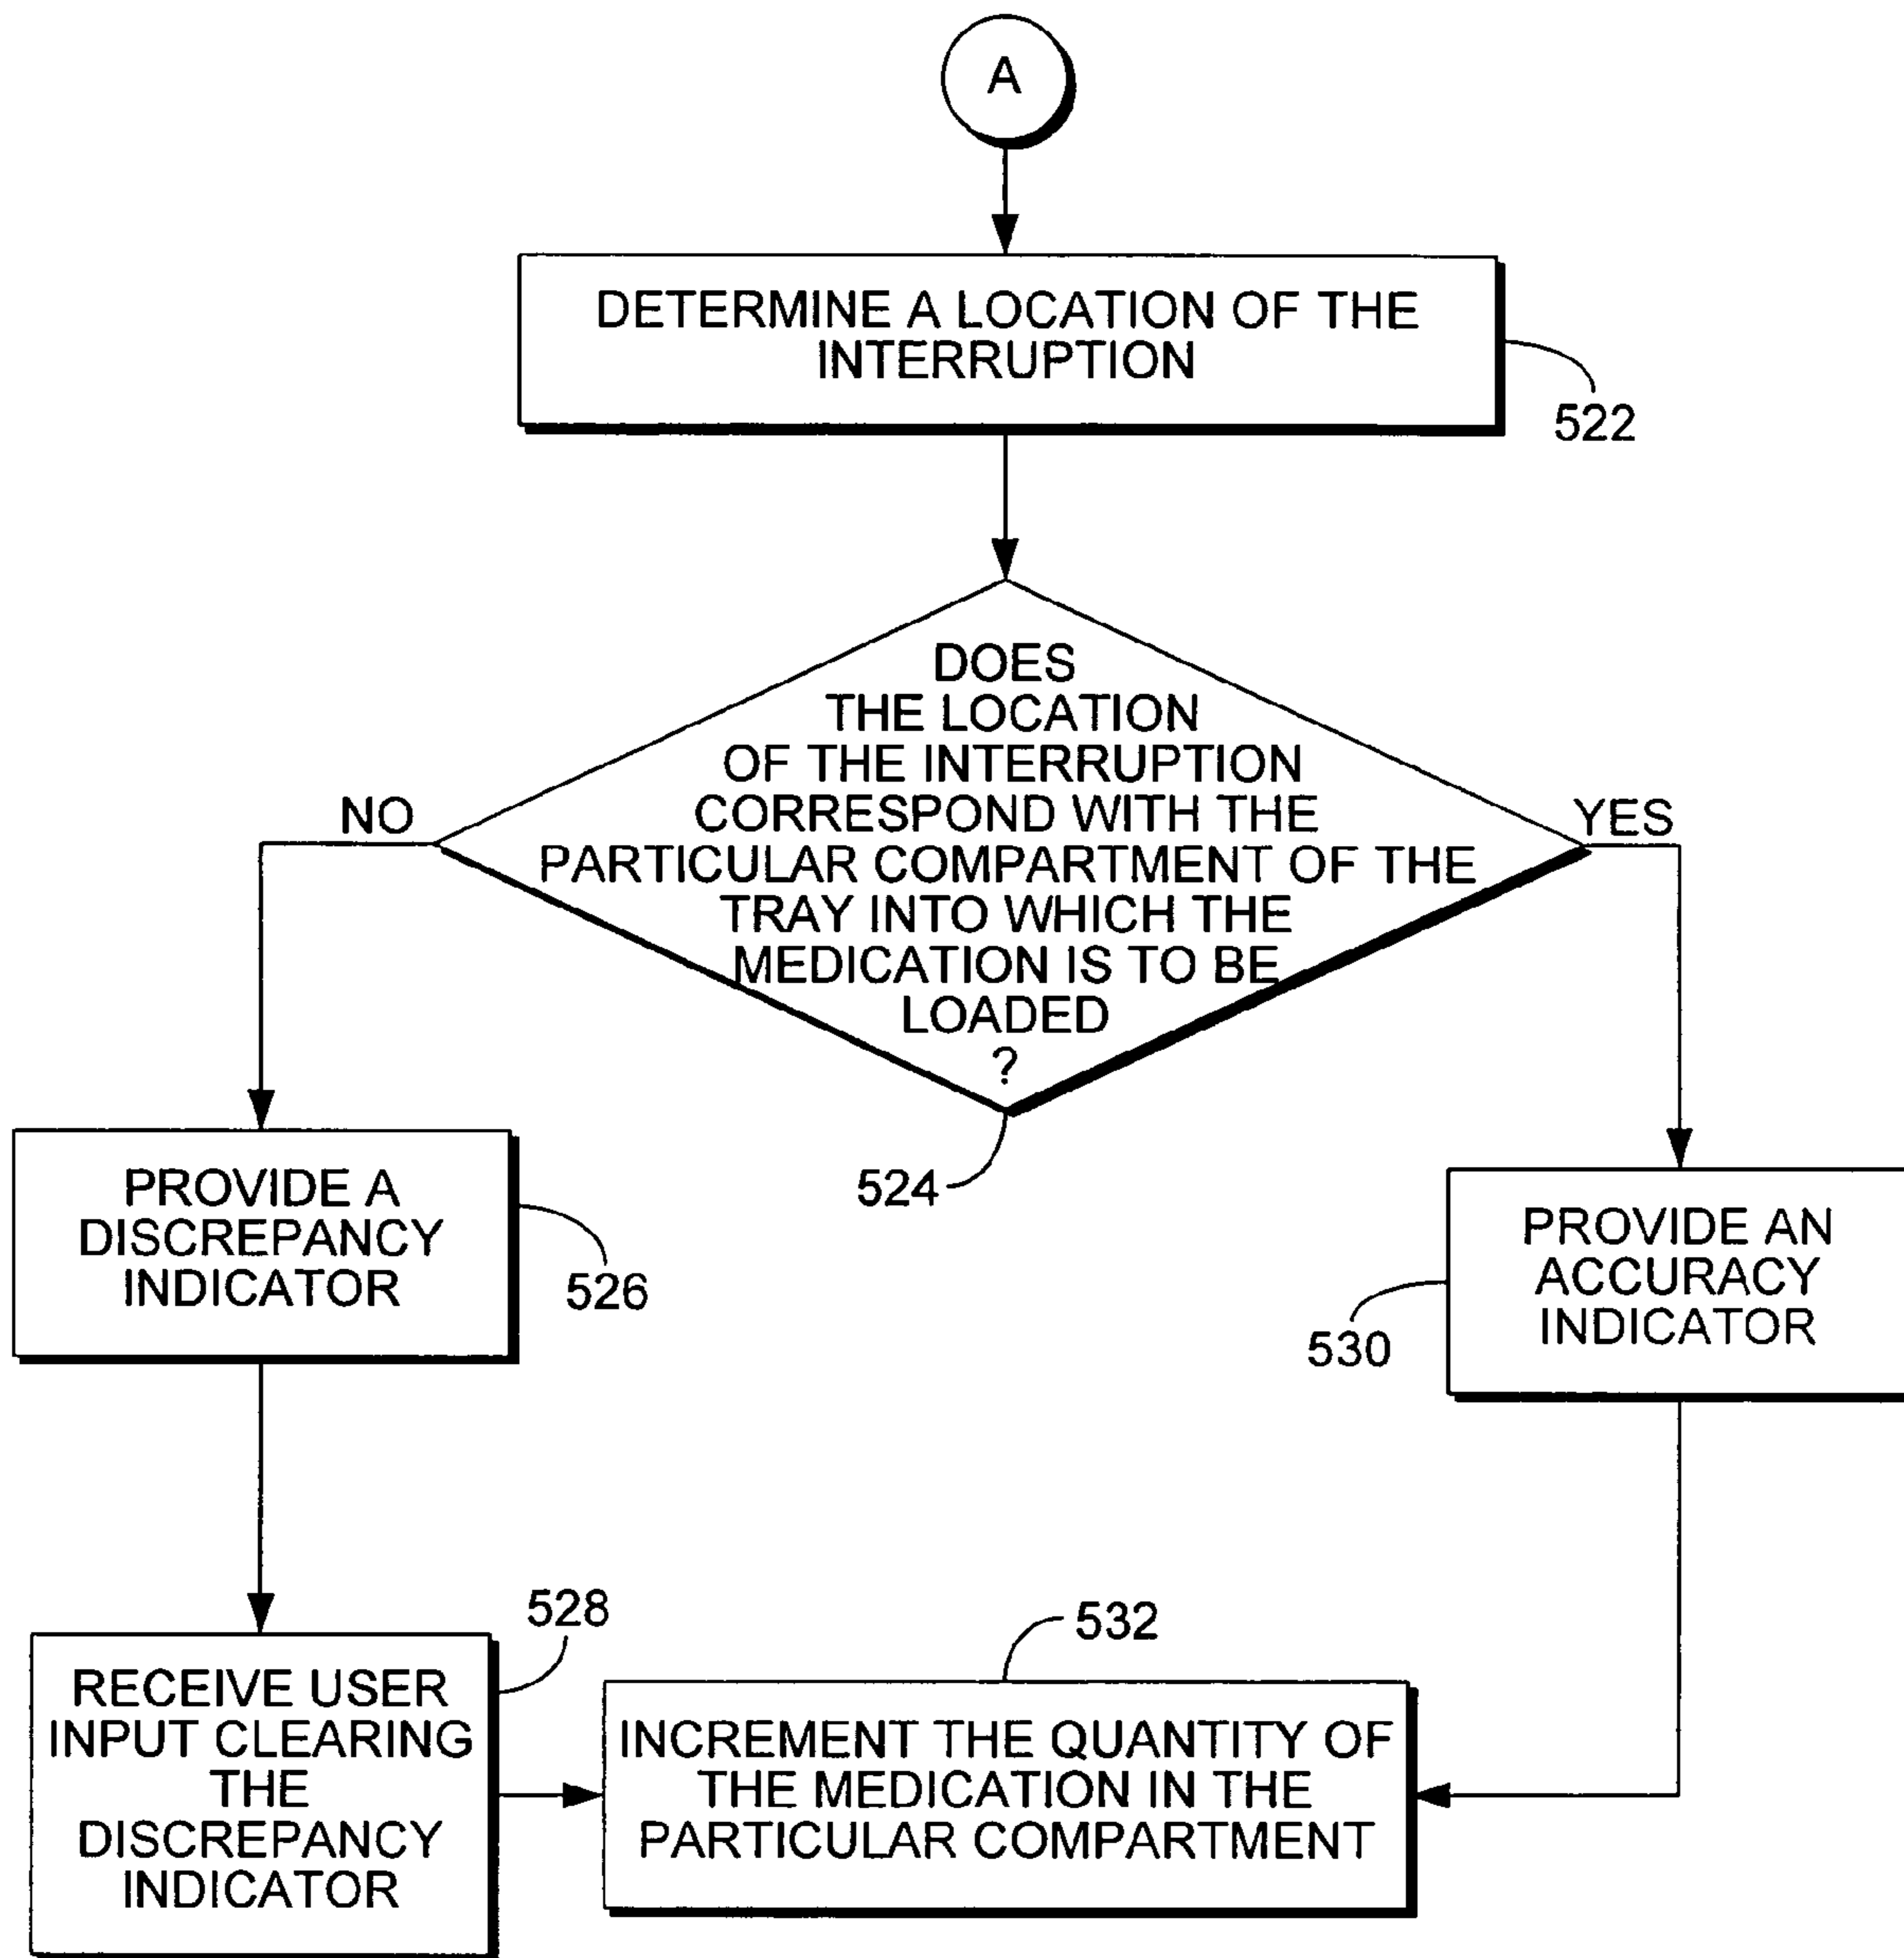 A
DETERMINE A LOCATION OF THE
INTERRUPTION
522
DOES
THE LOCATION
OF THE INTERRUPTION
CORRESPOND WITH THE
PARTICULAR COMPARTMENT OF THE
TRAY INTO WHICH THE
MEDICATION IS TO BE
LOADED
?
524
NO
YES
PROVIDE A
DISCREPANCY
INDICATOR
526
PROVIDE AN
ACCURACY
INDICATOR
530
RECEIVE USER
INPUT CLEARING
THE
DISCREPANCY
INDICATOR
528
INCREMENT THE QUANTITY OF
THE MEDICATION IN THE
PARTICULAR COMPARTMENT
532